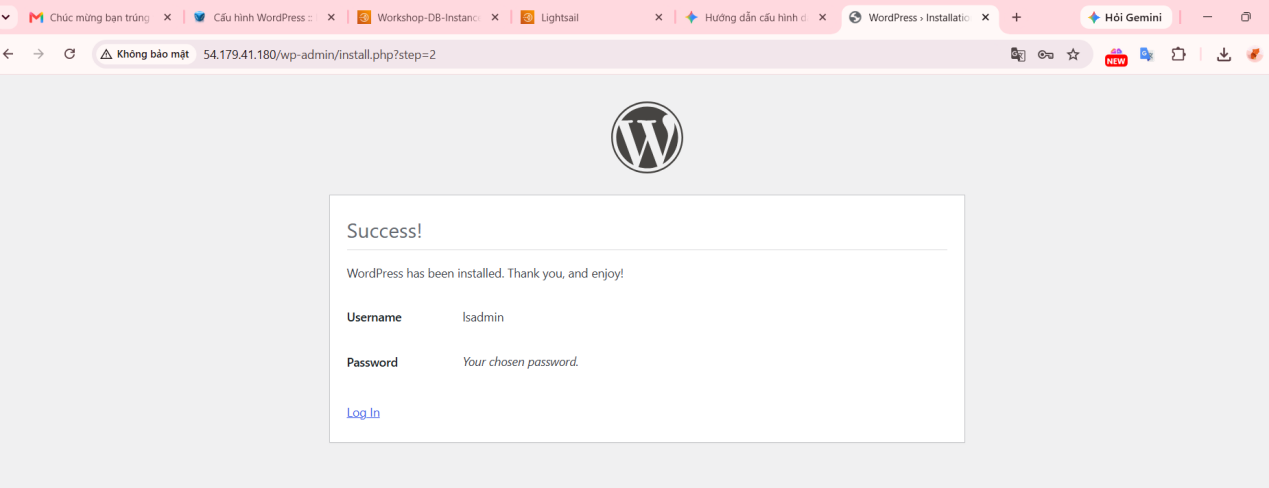 Chúc mừng bạn trúng
Cấu hình WordPress ::
Workshop-DB-Instanc
Lightsail
Hướng dẫn cấu hình d
WordPress › Installatio
Hỏi Gemini
Không bảo mật
54.179.41.180/wp-admin/install.php?step=2
NEW
Success!
WordPress has been installed. Thank you, and enjoy!
Username lsadmin
Password Your chosen password.
Log In